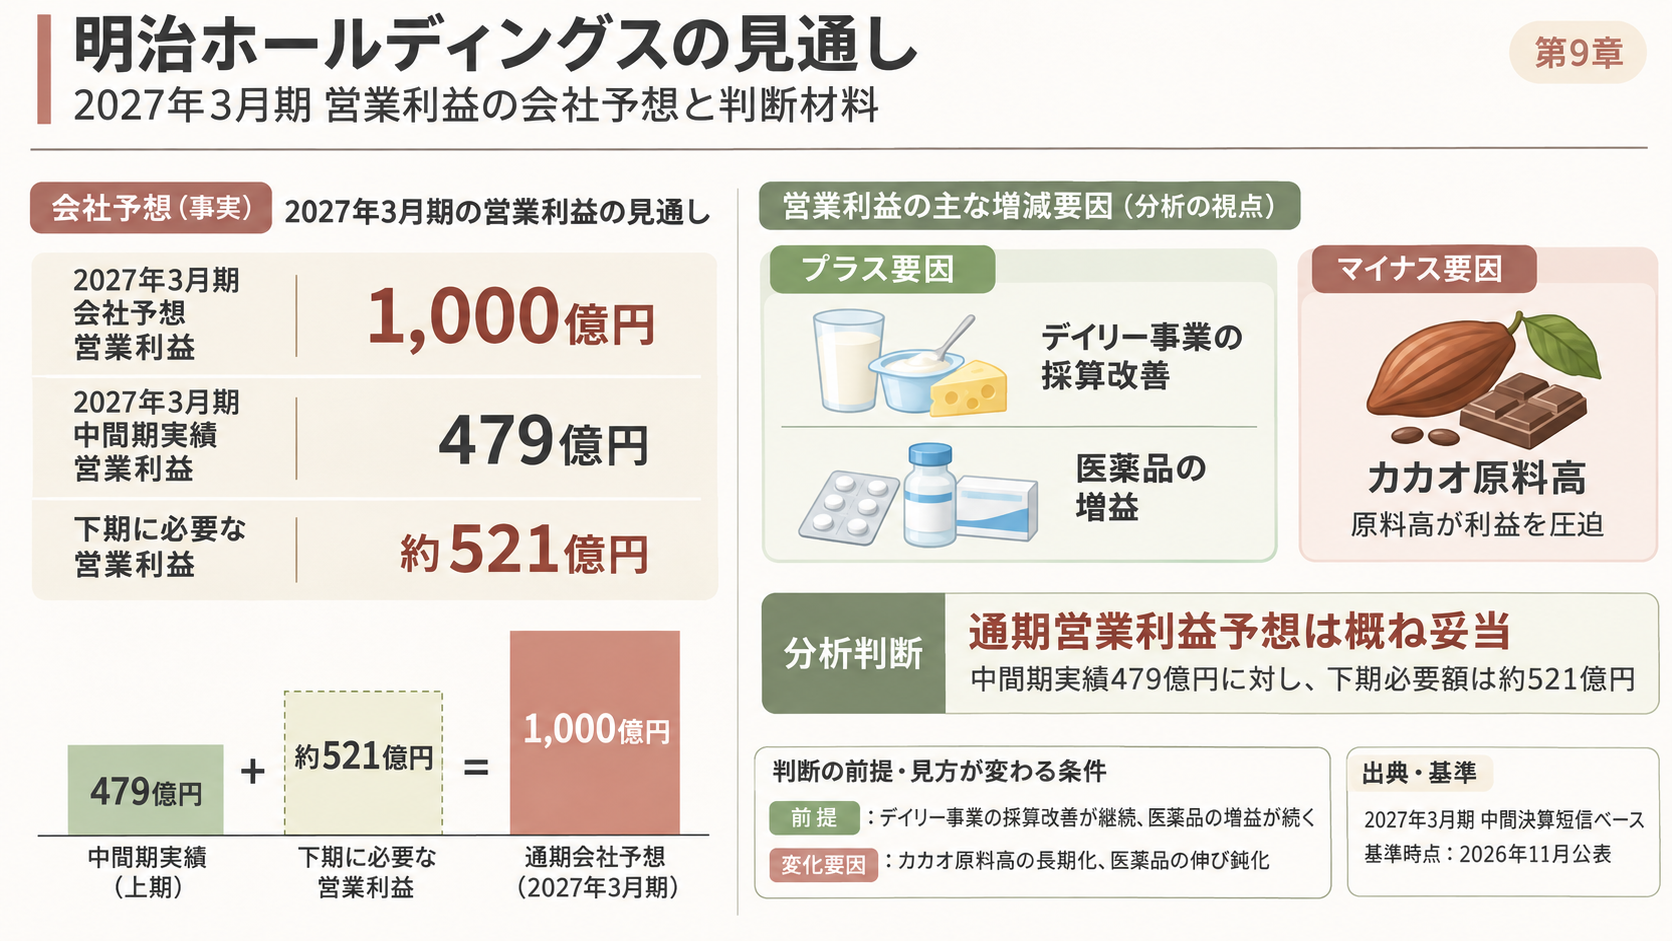 明治ホールディングスの見通し
第9章
2027年3月期 営業利益の会社予想と判断材料
会社予想（事実）
2027年3月期の営業利益の見通し
2027年3月期
会社予想
営業利益
1,000億円
2027年3月期
中間期実績
営業利益
479億円
下期に必要な
営業利益
約521億円
479億円
+
約521億円
=
1,000億円
中間期実績
（上期）
下期に必要な
営業利益
通期会社予想
（2027年3月期）
営業利益の主な増減要因（分析の視点）
プラス要因
デイリー事業の
採算改善
医薬品の
増益
マイナス要因
カカオ原料高
原料高が利益を圧迫
分析判断
通期営業利益予想は概ね妥当
中間期実績479億円に対し、下期必要額は約521億円
判断の前提・見方が変わる条件
前提：デイリー事業の採算改善が継続、医薬品の増益が続く
変化要因：カカオ原料高の長期化、医薬品の伸び鈍化
出典・基準
2027年3月期 中間決算短信ベース
基準時点：2026年11月公表